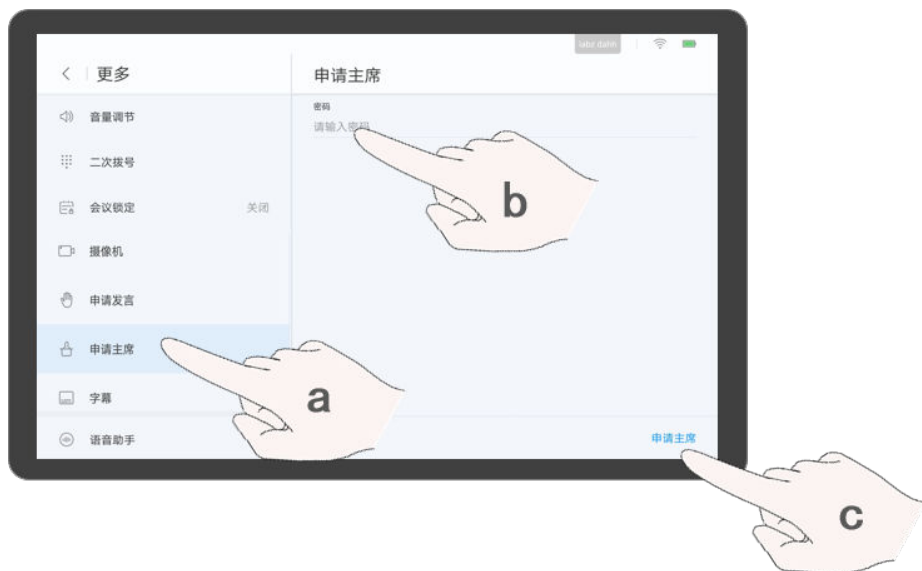 labz dahh
更多
申请主席
音量调节
密码
请输入密码
二次拨号
会议锁定 关闭
摄像机
申请发言
申请主席
字幕
语音助手
申请主席
a
b
c